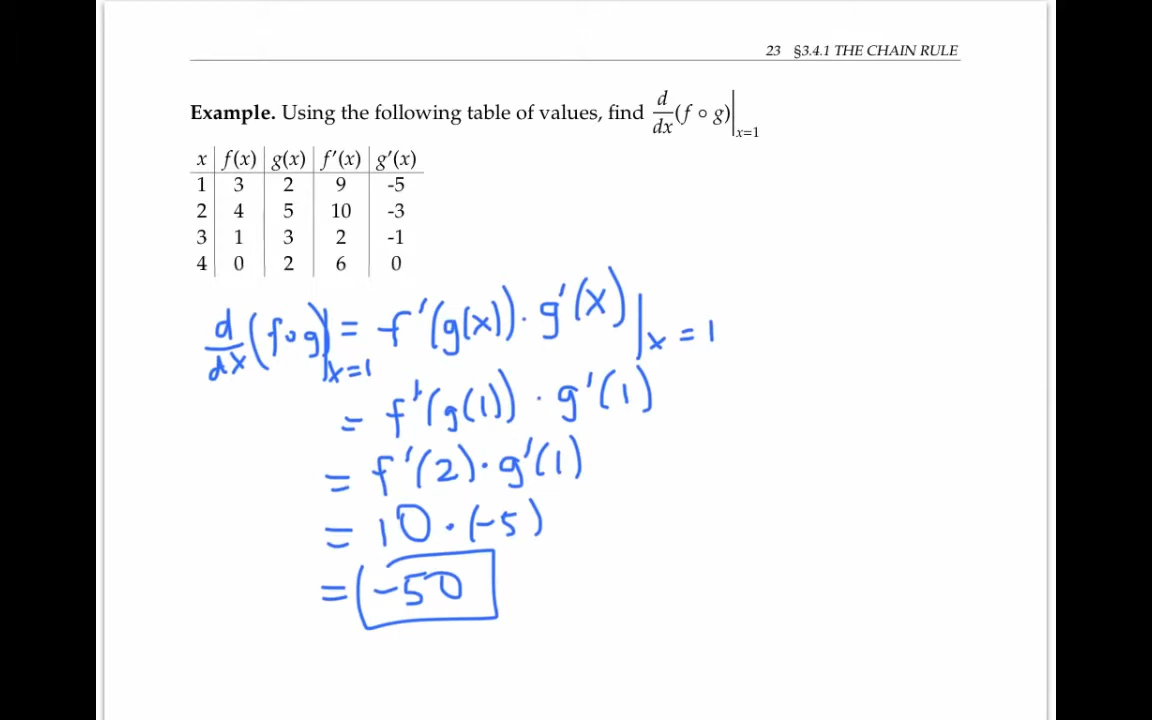 23 §3.4.1 THE CHAIN RULE
Example. Using the following table of values, find d/dx (f ∘ g)|x=1
x f(x) g(x) f′(x) g′(x)
1 3 2 9 -5
2 4 5 10 -3
3 1 3 2 -1
4 0 2 6 0
d/dx (f∘g)|x=1 = f′(g(x)) · g′(x)|x=1
= f′(g(1)) · g′(1)
= f′(2) · g′(1)
= 10 · (-5)
= -50